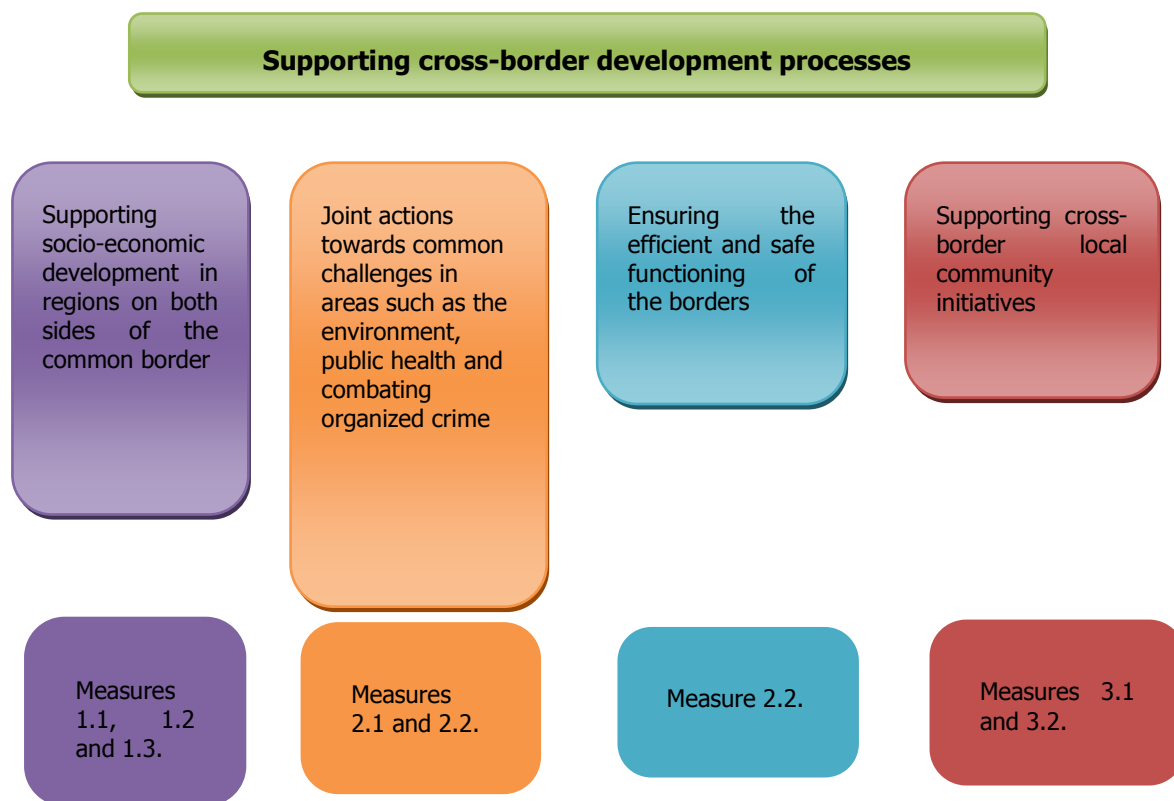 Supporting cross-border development processes
Supporting
socio-economic
development in
regions on both
sides of the
common border
Joint actions
towards common
challenges in
areas such as the
environment,
public health and
combating
organized crime
Ensuring the
efficient and safe
functioning of
the borders
Supporting cross-
border local
community
initiatives
Measures
1.1, 1.2
and 1.3.
Measures
2.1 and 2.2.
Measure 2.2.
Measures 3.1
and 3.2.